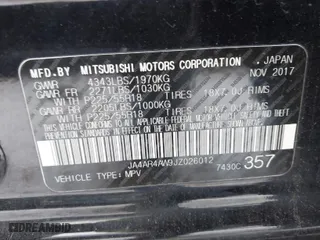 MFD.BY MITSUBISHI MOTORS CORPORATION, JAPAN
GVWR 4343LBS/1970KG NOV 2017
GAWR FR 2271LBS/1030KG
WITH P225/55R18 TIRES 18X7.0J RIMS
GAWR RR 2205LBS/1000KG
WITH P225/55R18 TIRES 18X7.0J RIMS
JA4AR4AW9JZ026012
VEHICLE TYPE: MPV 7430C 357